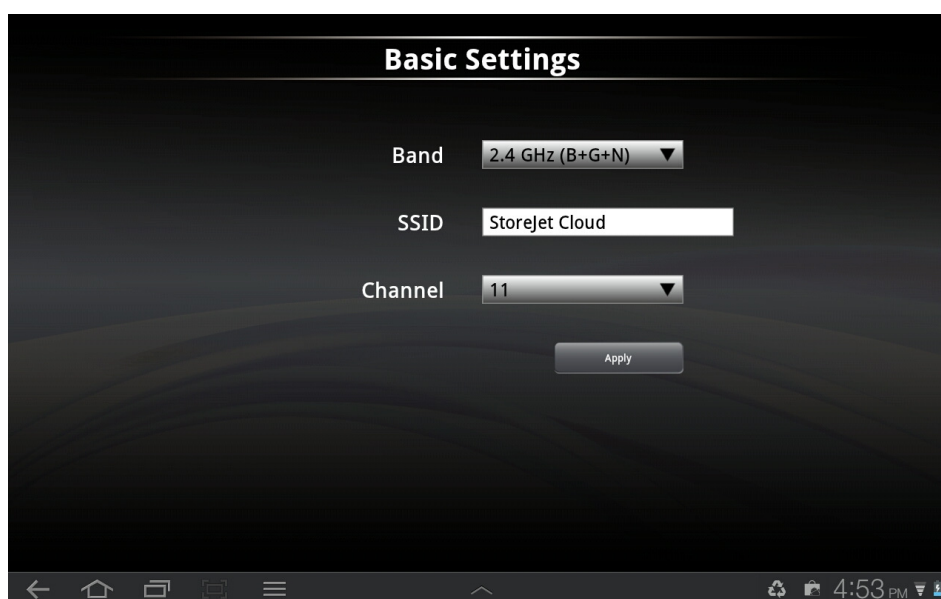 Basic Settings
Band 2.4 GHz (B+G+N)
SSID StoreJet Cloud
Channel 11
Apply
4:53 PM